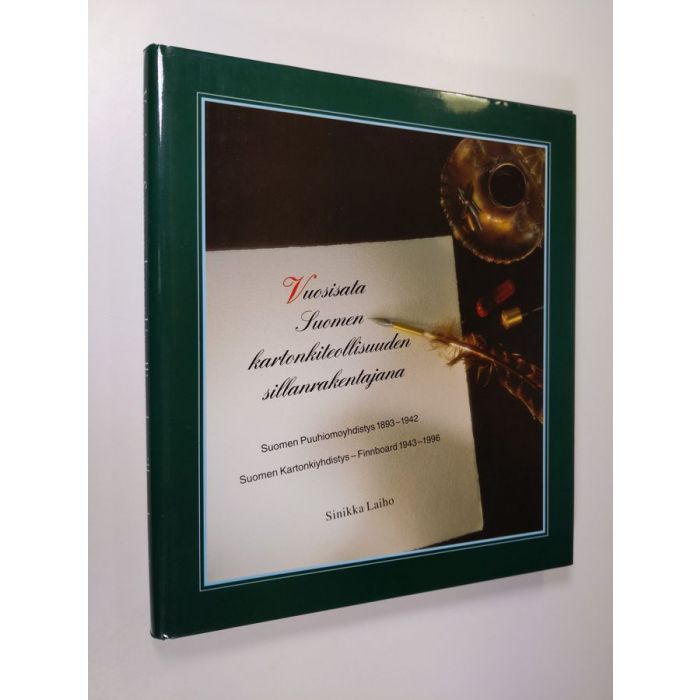 Vuosisata
Suomen
kartonkiteollisuuden
sillanrakentajana
Suomen Puuhiomoyhdistys 1893–1942
Suomen Kartonkiyhdistys – Finnboard 1943–1996
Sinikka Laiho